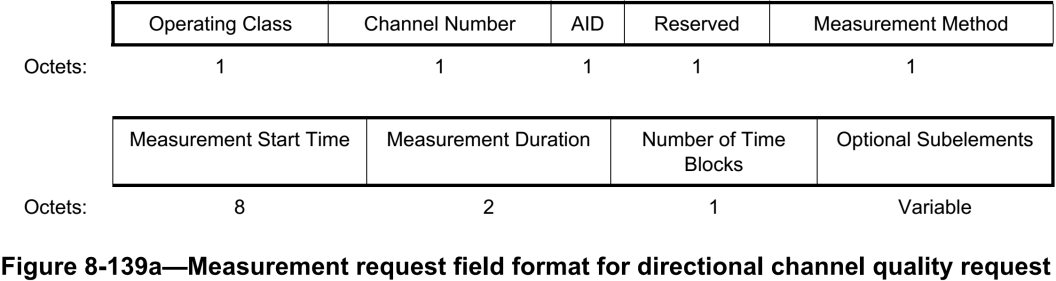 Operating Class Channel Number AID Reserved Measurement Method
Octets: 1 1 1 1 1
Measurement Start Time Measurement Duration Number of Time Blocks Optional Subelements
Octets: 8 2 1 Variable
Figure 8-139a—Measurement request field format for directional channel quality request